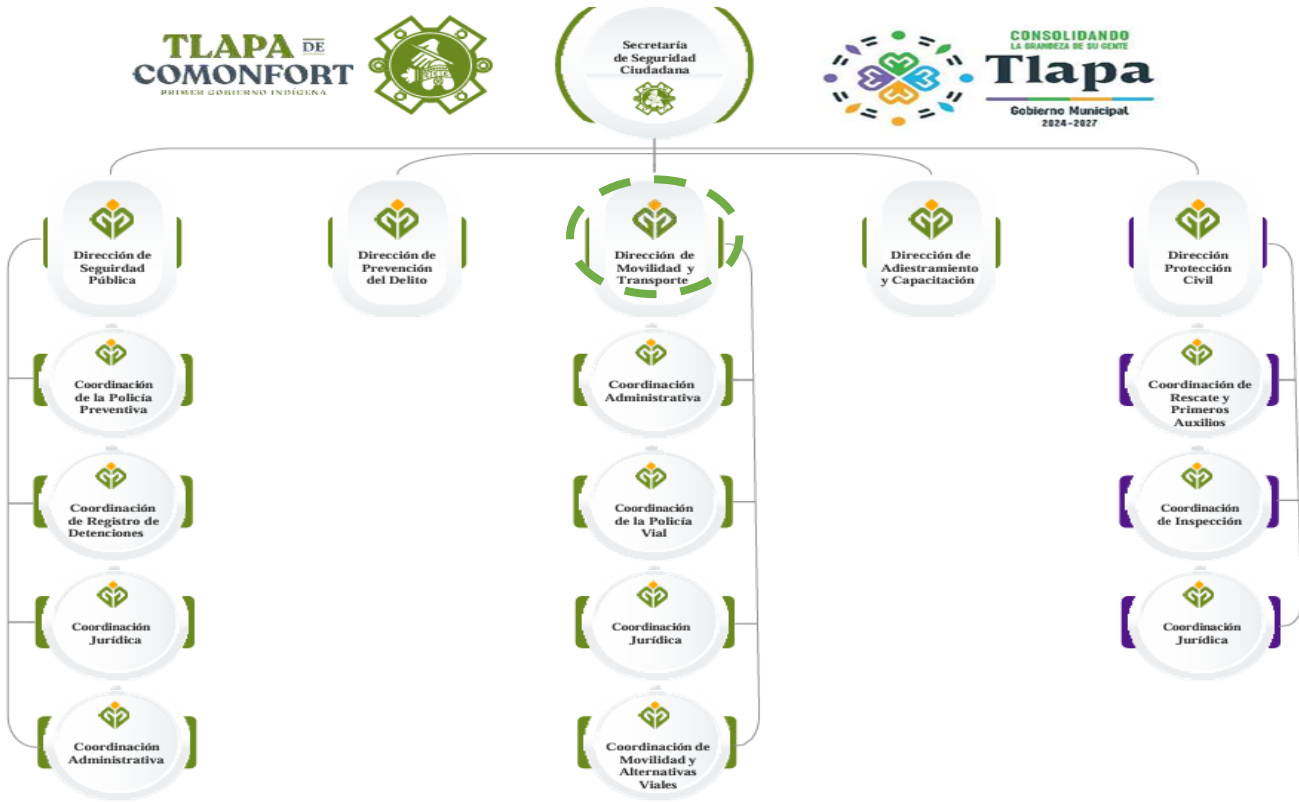 TLAPA DE
COMONFORT
PRIMER GOBIERNO INDÍGENA
Secretaría
de Seguridad
Ciudadana
CONSOLIDANDO
LA GRANDEZA DE SU GENTE
Tlapa
Gobierno Municipal
2024-2027
Dirección de
Seguirdad
Pública
Dirección de
Prevención
del Delito
Dirección de
Movilidad y
Transporte
Dirección de
Adiestramiento
y Capacitación
Dirección
Protección
Civil
Coordinación
de la Policía
Preventiva
Coordinación
Administrativa
Coordinación de
Rescate y
Primeros
Auxilios
Coordinación
de Registro de
Detenciones
Coordinación
de la Policía
Vial
Coordinación
de Inspección
Coordinación
Jurídica
Coordinación
Jurídica
Coordinación
Jurídica
Coordinación
Administrativa
Coordinación de
Movilidad y
Alternativas
Viales